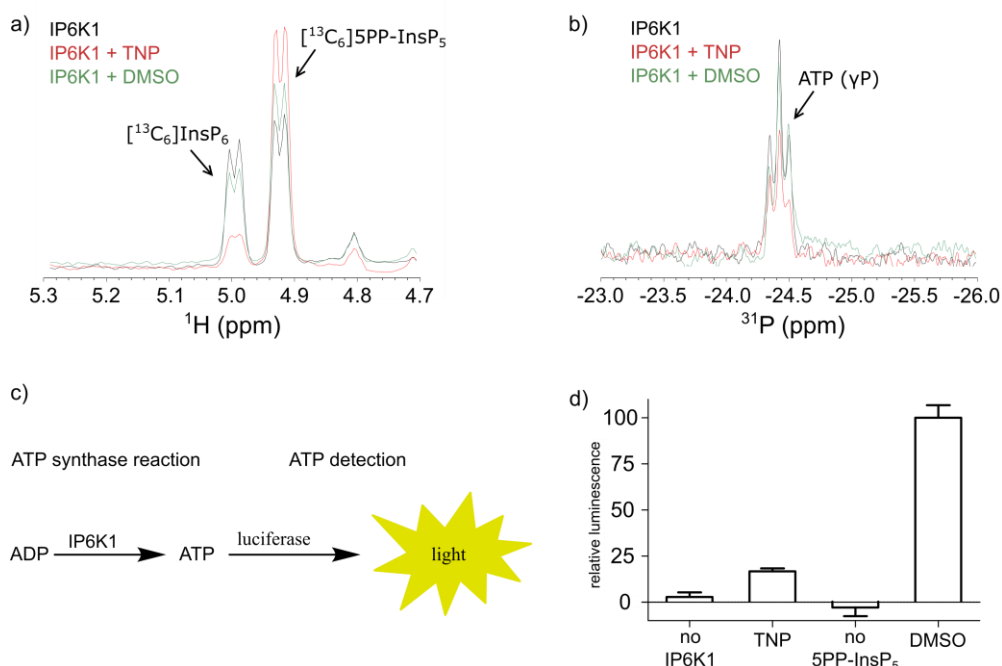 a)
IP6K1
IP6K1 + TNP
IP6K1 + DMSO
[¹³C₆]5PP-InsP₅
[¹³C₆]InsP₆
5.3 5.2 5.1 5.0 4.9 4.8 4.7
¹H (ppm)
b)
IP6K1
IP6K1 + TNP
IP6K1 + DMSO
ATP (γP)
-23.0 -23.5 -24.0 -24.5 -25.0 -25.5 -26.0
³¹P (ppm)
c)
ATP synthase reaction ATP detection
ADP IP6K1 ATP luciferase light
d)
relative luminescence
100
75
50
25
0
no IP6K1
TNP
no 5PP-InsP₅
DMSO